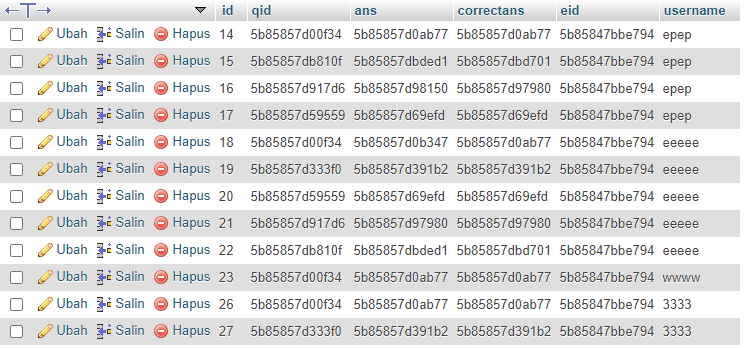 id qid ans correctans eid username
Ubah Salin Hapus 14 5b85857d00f34 5b85857d0ab77 5b85857d0ab77 5b85847bbe794 epep
Ubah Salin Hapus 15 5b85857db810f 5b85857dbded1 5b85857dbd701 5b85847bbe794 epep
Ubah Salin Hapus 16 5b85857d917d6 5b85857d98150 5b85857d97980 5b85847bbe794 epep
Ubah Salin Hapus 17 5b85857d59559 5b85857d69efd 5b85857d69efd 5b85847bbe794 epep
Ubah Salin Hapus 18 5b85857d00f34 5b85857d0b347 5b85857d0ab77 5b85847bbe794 eeeee
Ubah Salin Hapus 19 5b85857d333f0 5b85857d391b2 5b85857d391b2 5b85847bbe794 eeeee
Ubah Salin Hapus 20 5b85857d59559 5b85857d69efd 5b85857d69efd 5b85847bbe794 eeeee
Ubah Salin Hapus 21 5b85857d917d6 5b85857d97980 5b85857d97980 5b85847bbe794 eeeee
Ubah Salin Hapus 22 5b85857db810f 5b85857dbded1 5b85857dbd701 5b85847bbe794 eeeee
Ubah Salin Hapus 23 5b85857d00f34 5b85857d0ab77 5b85857d0ab77 5b85847bbe794 wwww
Ubah Salin Hapus 26 5b85857d00f34 5b85857d0ab77 5b85857d0ab77 5b85847bbe794 3333
Ubah Salin Hapus 27 5b85857d333f0 5b85857d391b2 5b85857d391b2 5b85847bbe794 3333